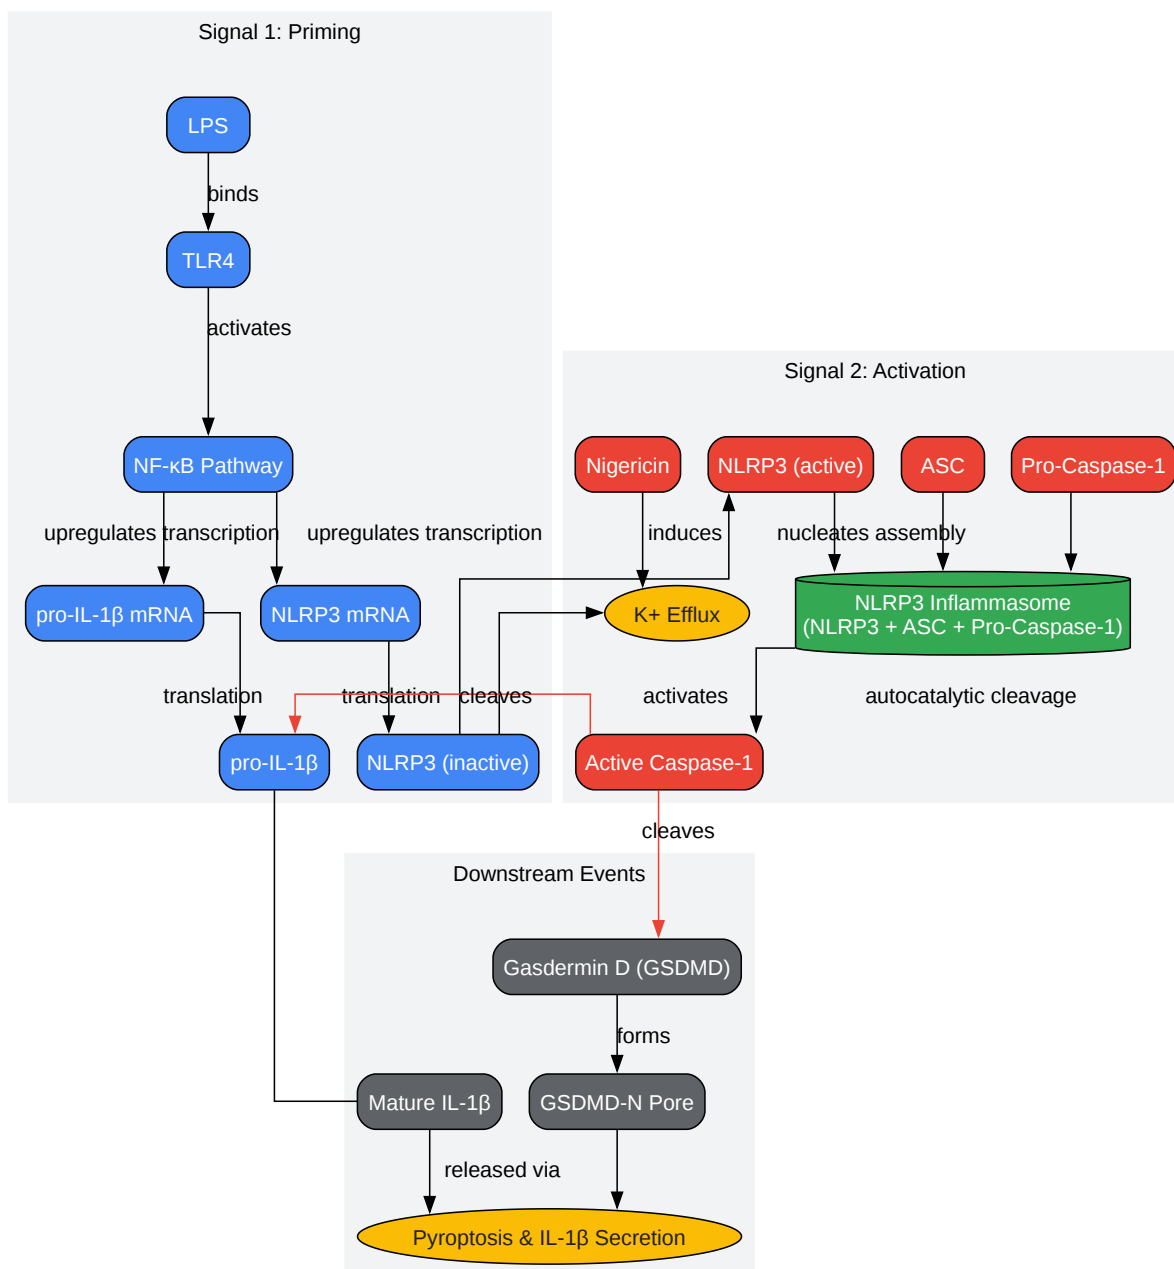 Signal 1: Priming
LPS
binds
TLR4
activates
Signal 2: Activation
NF-κB Pathway
Nigericin
NLRP3 (active)
ASC
Pro-Caspase-1
upregulates transcription
upregulates transcription
induces
nucleates assembly
pro-IL-1β mRNA
NLRP3 mRNA
K+ Efflux
NLRP3 Inflammasome
(NLRP3 + ASC + Pro-Caspase-1)
translation
translation
cleaves
activates
autocatalytic cleavage
pro-IL-1β
NLRP3 (inactive)
Active Caspase-1
cleaves
Downstream Events
Gasdermin D (GSDMD)
forms
Mature IL-1β
GSDMD-N Pore
released via
Pyroptosis & IL-1β Secretion